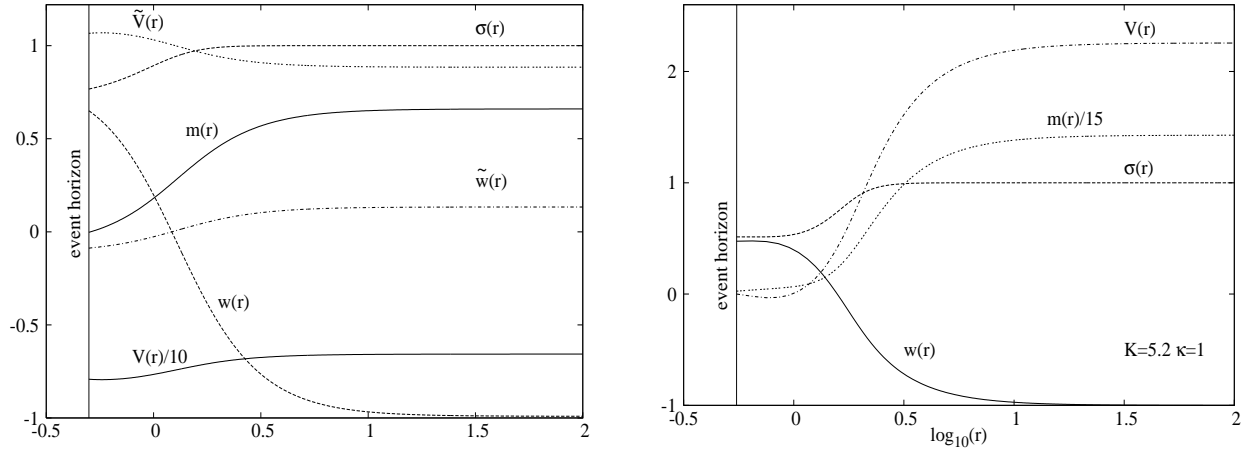 Ṽ(r)
σ(r)
1
m(r)
0.5
w̃(r)
event horizon
0
w(r)
-0.5
V(r)/10
-1
-0.5 0 0.5 1 1.5 2
V(r)
2
m(r)/15
σ(r)
1
event horizon
0
w(r)
K=5.2 κ=1
-1
-0.5 0 0.5 1 1.5 2
log₁₀(r)